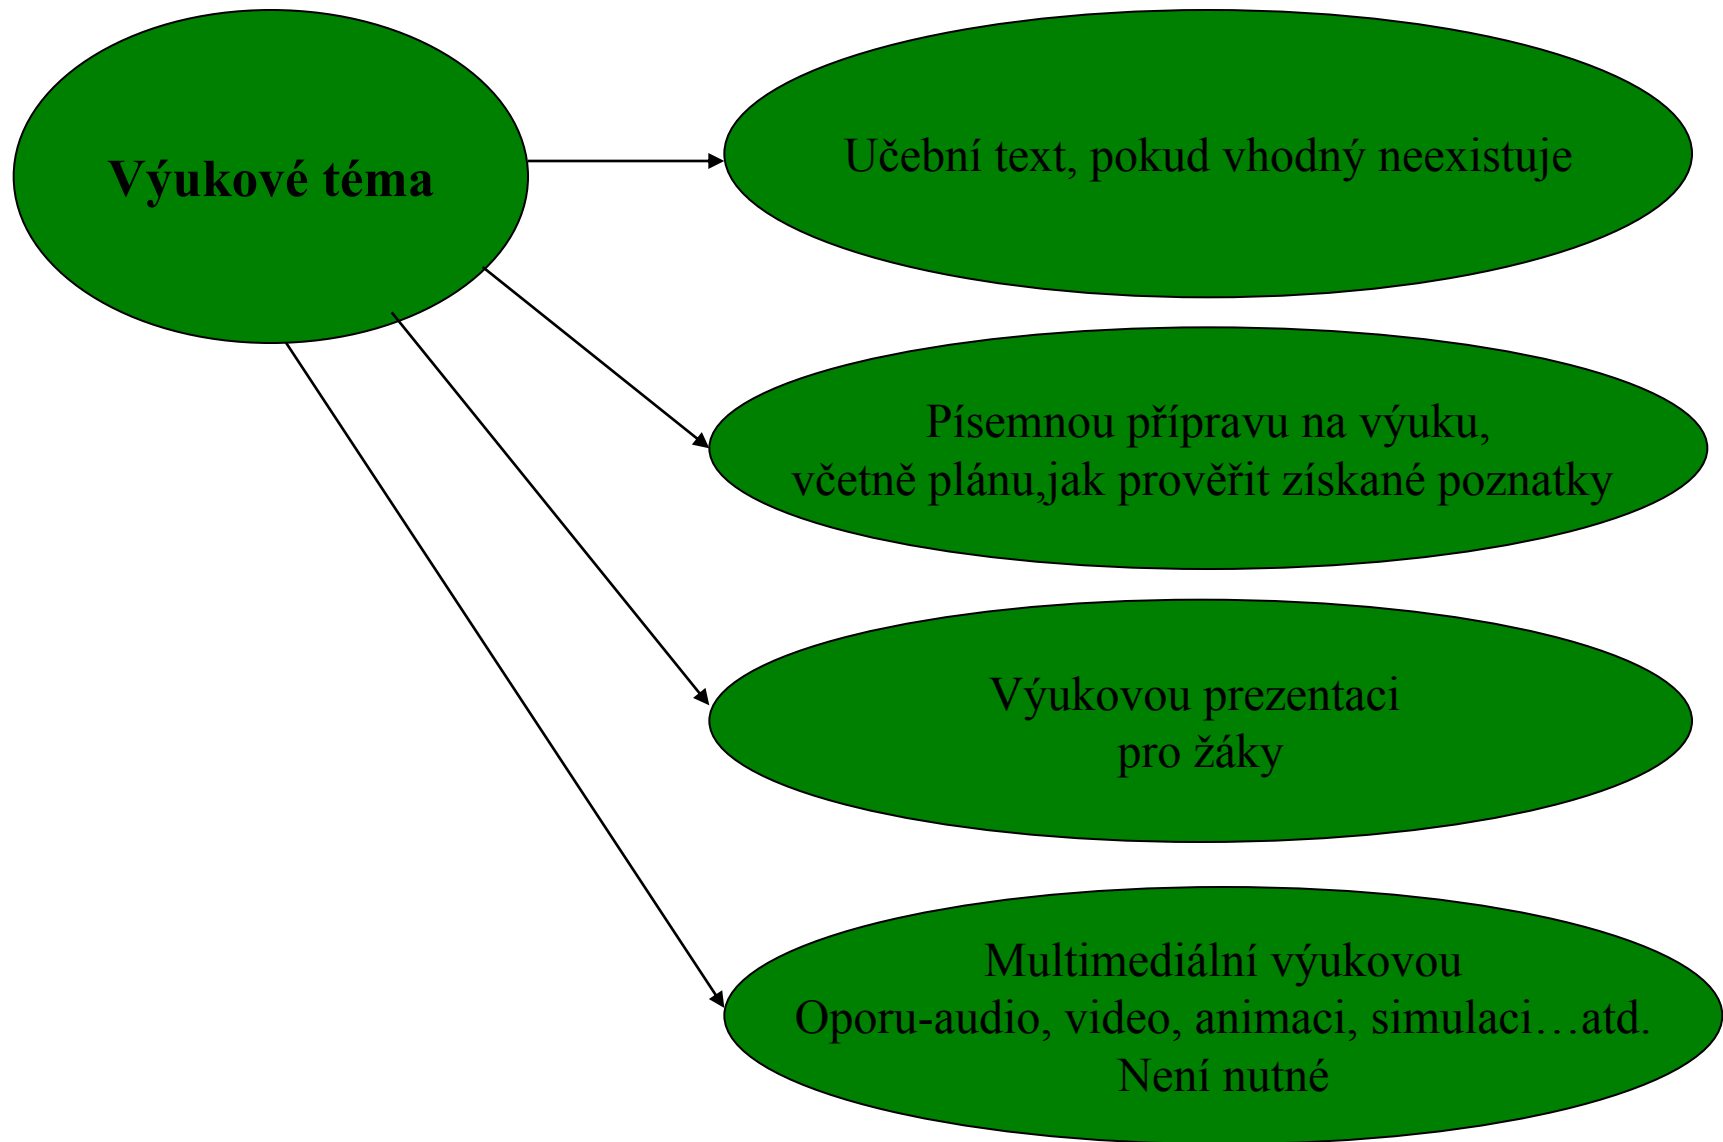 Výukové téma
Učební text, pokud vhodný neexistuje
Písemnou přípravu na výuku,
včetně plánu,jak prověřit získané poznatky
Výukovou prezentaci
pro žáky
Multimediální výukovou
Oporu-audio, video, animaci, simulaci…atd.
Není nutné